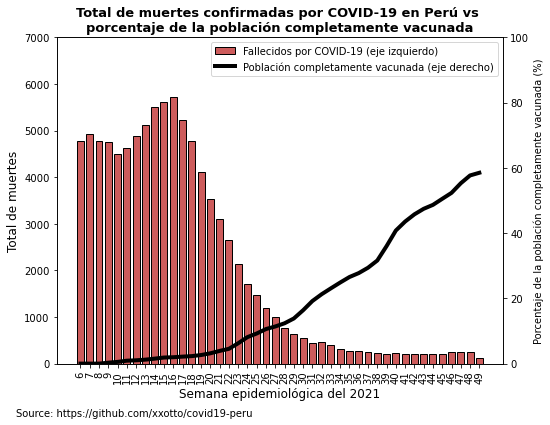 Total de muertes confirmadas por COVID-19 en Perú vs
porcentaje de la población completamente vacunada
Fallecidos por COVID-19 (eje izquierdo)
Población completamente vacunada (eje derecho)
Total de muertes
7000
6000
5000
4000
3000
2000
1000
0
100
80
60
40
20
0
Porcentaje de la población completamente vacunada (%)
6 7 8 9 10 11 12 13 14 15 16 17 18 19 20 21 22 23 24 25 26 27 28 29 30 31 32 33 34 35 36 37 38 39 40 41 42 43 44 45 46 47 48 49
Semana epidemiológica del 2021
Source: https://github.com/xxotto/covid19-peru